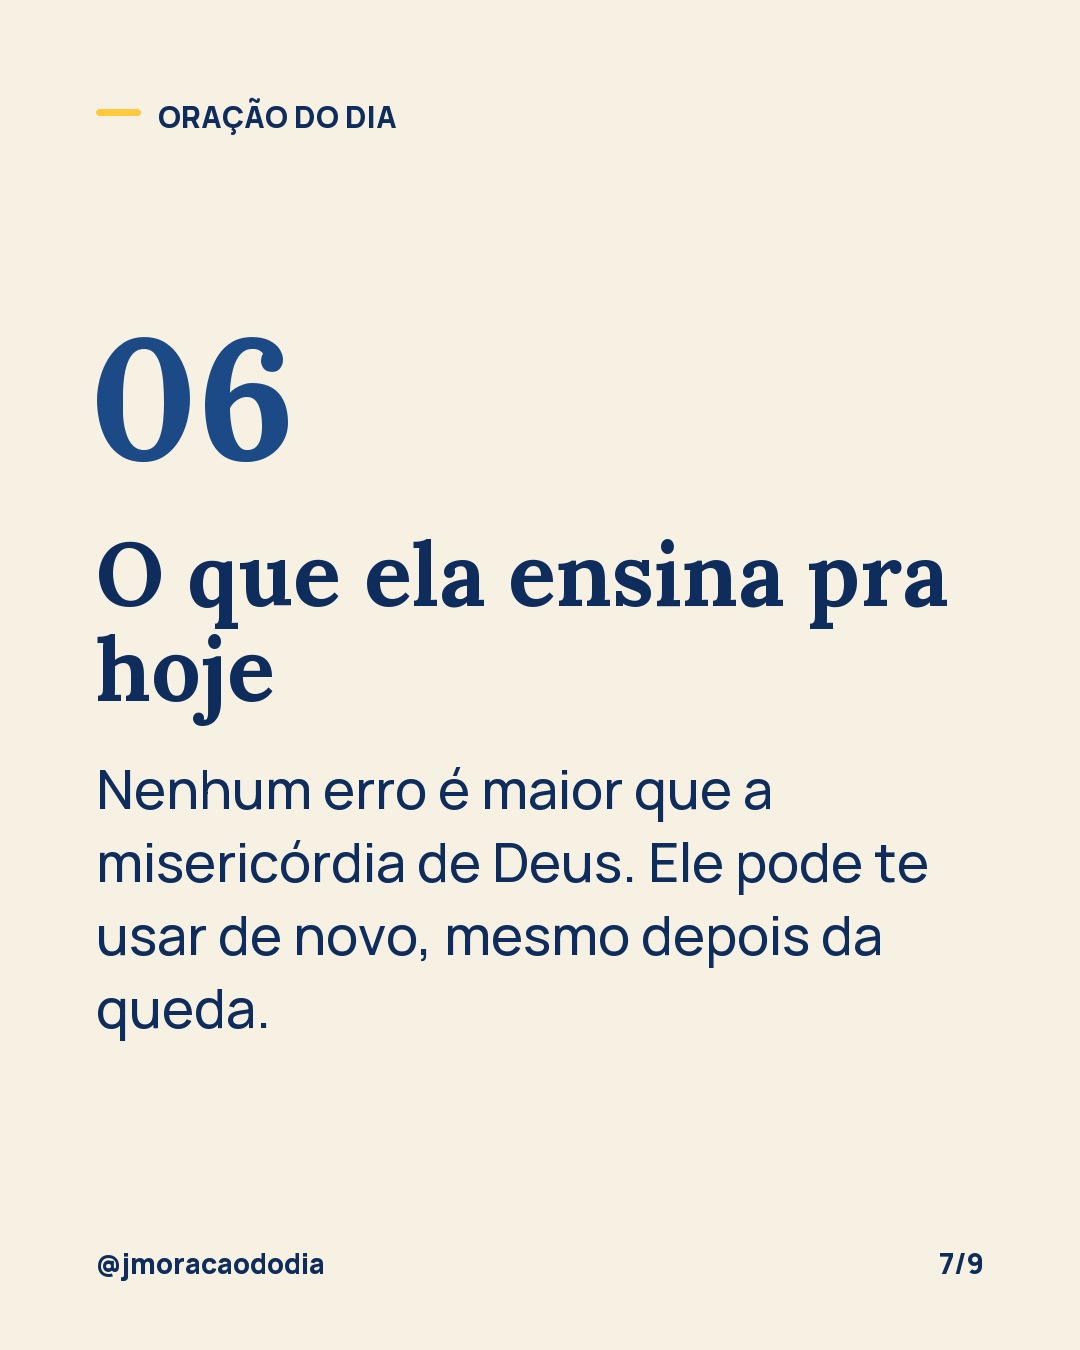 ORAÇÃO DO DIA
06
O que ela ensina pra
hoje
Nenhum erro é maior que a
misericórdia de Deus. Ele pode te
usar de novo, mesmo depois da
queda.
@jmoracaododia
7/9